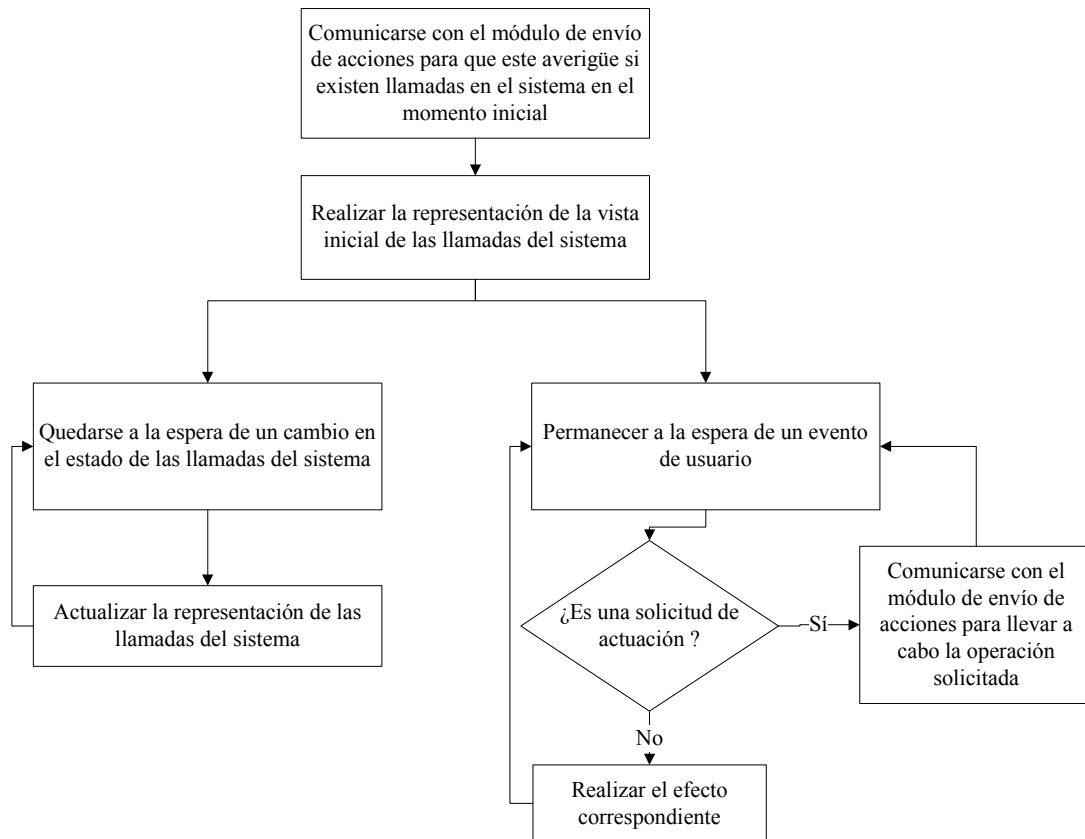 Comunicarse con el módulo de envío
de acciones para que este averigüe si
existen llamadas en el sistema en el
momento inicial
Realizar la representación de la vista
inicial de las llamadas del sistema
Quedarse a la espera de un cambio en
el estado de las llamadas del sistema
Actualizar la representación de las
llamadas del sistema
Permanecer a la espera de un evento
de usuario
¿Es una solicitud de
actuación ?
Sí
Comunicarse con el
módulo de envío de
acciones para llevar a
cabo la operación
solicitada
No
Realizar el efecto
correspondiente